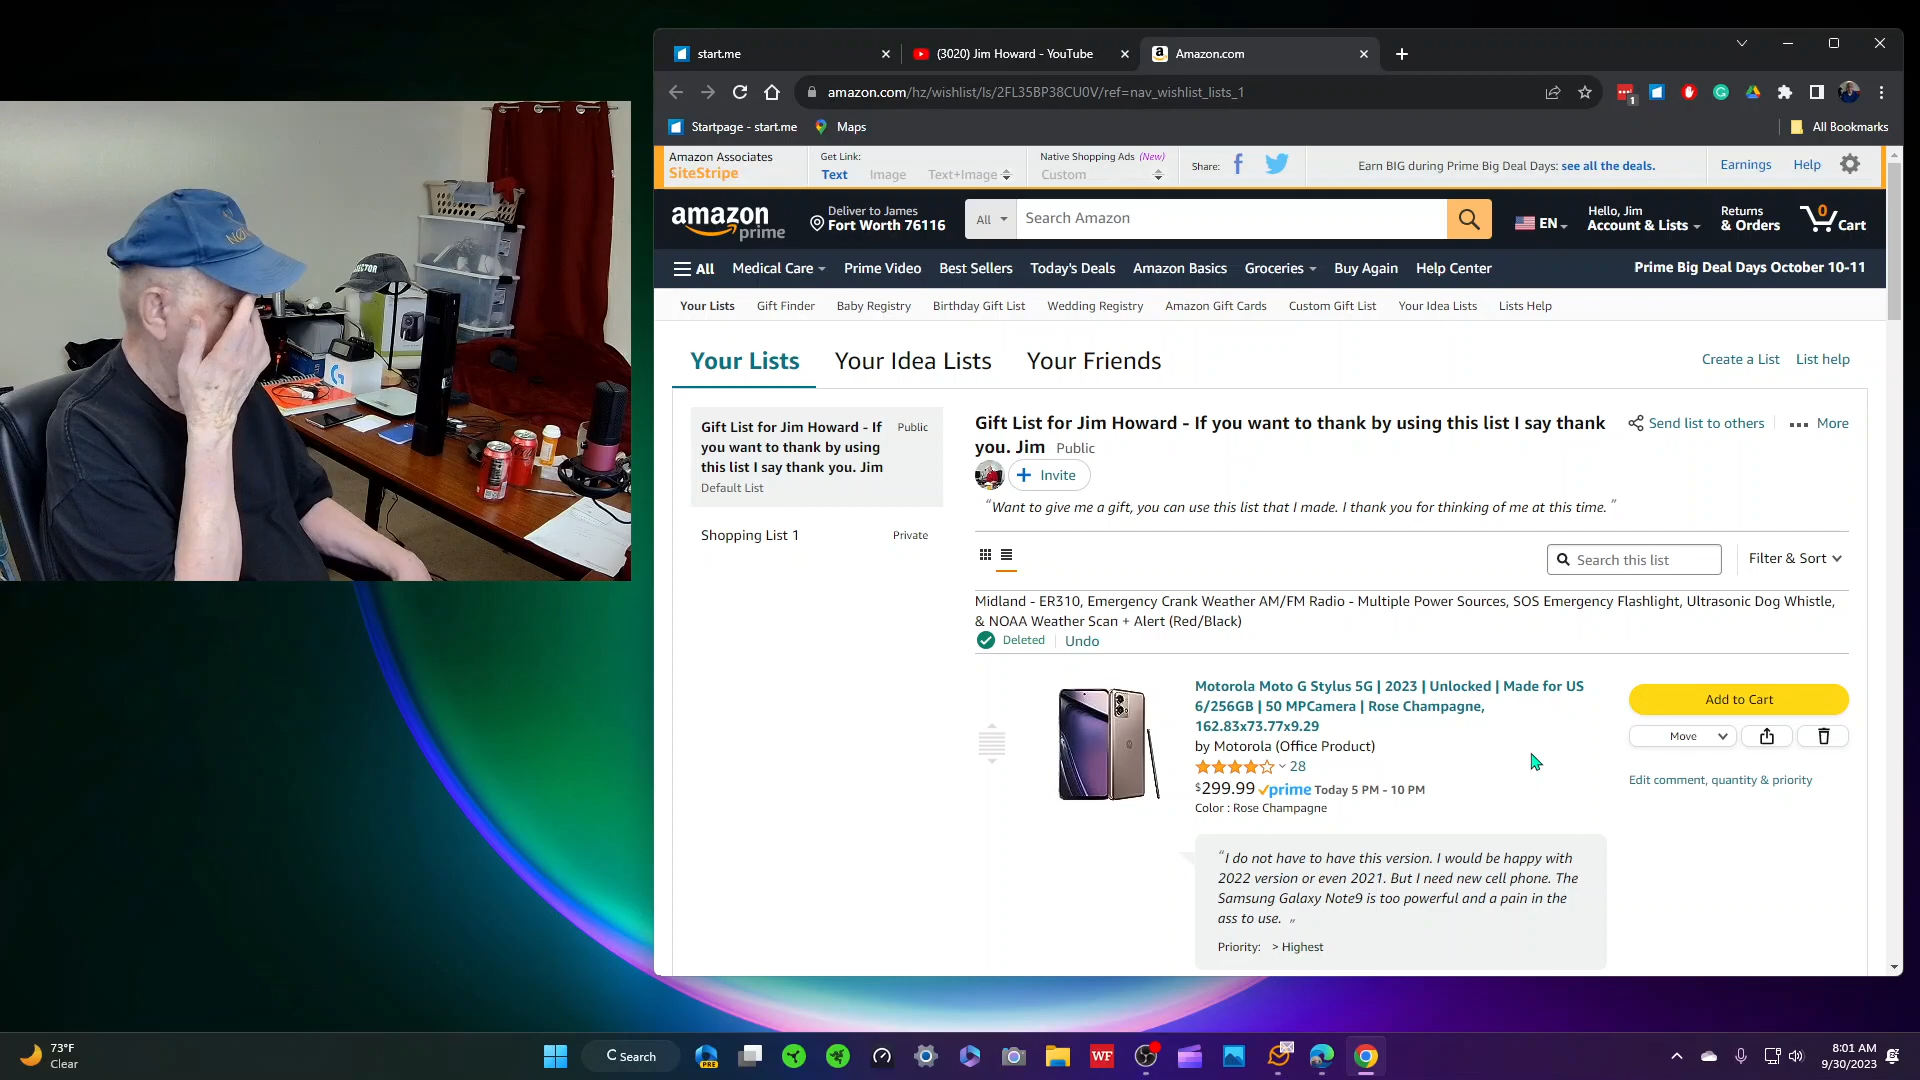 start.me
(3020) Jim Howard - YouTube
Amazon.com
amazon.com/hz/wishlist/ls/2FL35BP38CU0V/ref=nav_wishlist_lists_1
1
Startpage - start.me
Maps
All Bookmarks
Amazon Associates
SiteStripe
Get Link:
Text
Image
Text+Image
Native Shopping Ads (New)
Custom
Share:
Earn BIG during Prime Big Deal Days: see all the deals.
Earnings
Help
amazon
prime
Deliver to James
Fort Worth 76116
All
Search Amazon
EN
Hello, Jim
Account & Lists
Returns
& Orders
0
Cart
All
Medical Care
Prime Video
Best Sellers
Today's Deals
Amazon Basics
Groceries
Buy Again
Help Center
Prime Big Deal Days October 10-11
Your Lists
Gift Finder
Baby Registry
Birthday Gift List
Wedding Registry
Amazon Gift Cards
Custom Gift List
Your Idea Lists
Lists Help
Your Lists
Your Idea Lists
Your Friends
Create a List
List help
Gift List for Jim Howard - If
you want to thank by using
this list I say thank you. Jim
Public
Default List
Shopping List 1
Private
Gift List for Jim Howard - If you want to thank by using this list I say thank
you. Jim Public
Send list to others
More
Invite
"Want to give me a gift, you can use this list that I made. I thank you for thinking of me at this time."
Search this list
Filter & Sort
Midland - ER310, Emergency Crank Weather AM/FM Radio - Multiple Power Sources, SOS Emergency Flashlight, Ultrasonic Dog Whistle,
& NOAA Weather Scan + Alert (Red/Black)
Deleted
Undo
Motorola Moto G Stylus 5G | 2023 | Unlocked | Made for US
6/256GB | 50 MPCamera | Rose Champagne,
162.83x73.77x9.29
by Motorola (Office Product)
28
$299.99 prime Today 5 PM - 10 PM
Color : Rose Champagne
Add to Cart
Move
Edit comment, quantity & priority
"I do not have to have this version. I would be happy with
2022 version or even 2021. But I need new cell phone. The
Samsung Galaxy Note9 is too powerful and a pain in the
ass to use. "
Priority: > Highest
73°F
Clear
Search
PRE
WF
8:01 AM
9/30/2023